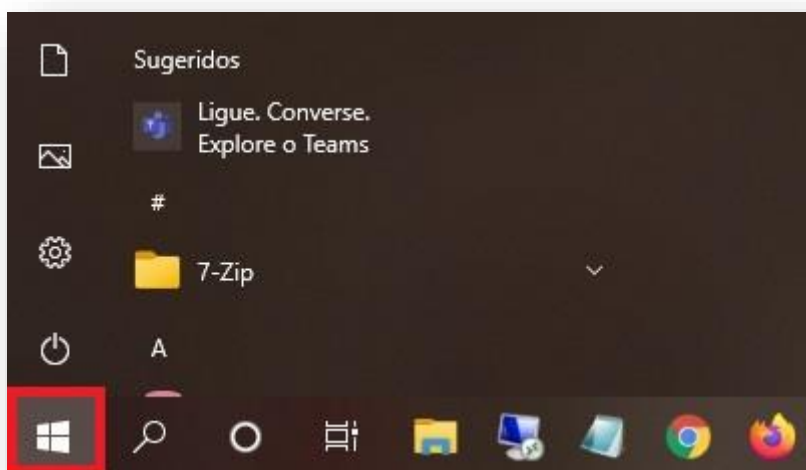 Sugeridos
Ligue. Converse.
Explore o Teams
#
7-Zip
A